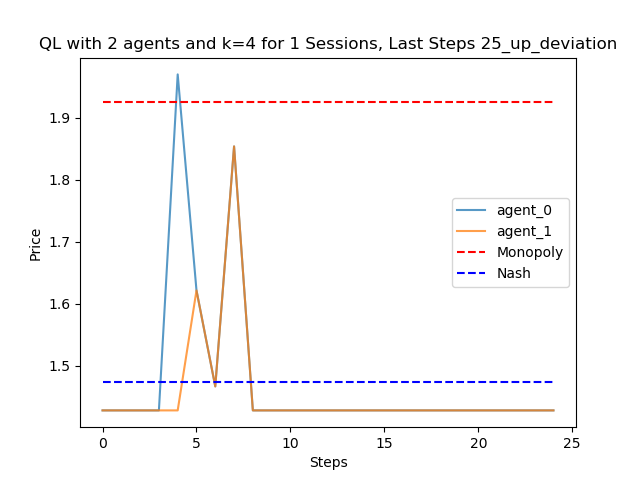 QL with 2 agents and k=4 for 1 Sessions, Last Steps 25_up_deviation
Price
1.9
1.8
1.7
1.6
1.5
agent_0
agent_1
Monopoly
Nash
0
5
10
15
20
25
Steps